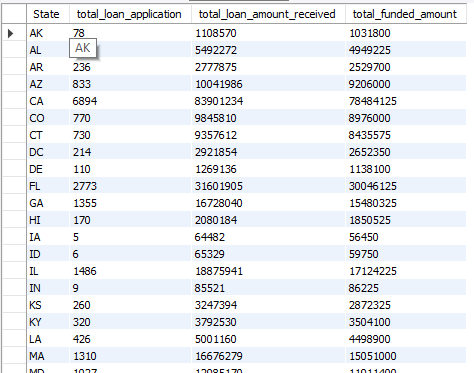 State total_loan_application total_loan_amount_received total_funded_amount
AK 78 1108570 1031800
AL 5492272 4949225
AK
AR 236 2777875 2529700
AZ 833 10041986 9206000
CA 6894 83901234 78484125
CO 770 9845810 8976000
CT 730 9357612 8435575
DC 214 2921854 2652350
DE 110 1269136 1138100
FL 2773 31601905 30046125
GA 1355 16728040 15480325
HI 170 2080184 1850525
IA 5 64482 56450
ID 6 65329 59750
IL 1486 18875941 17124225
IN 9 85521 86225
KS 260 3247394 2872325
KY 320 3792530 3504100
LA 426 5001160 4498900
MA 1310 16676279 15051000